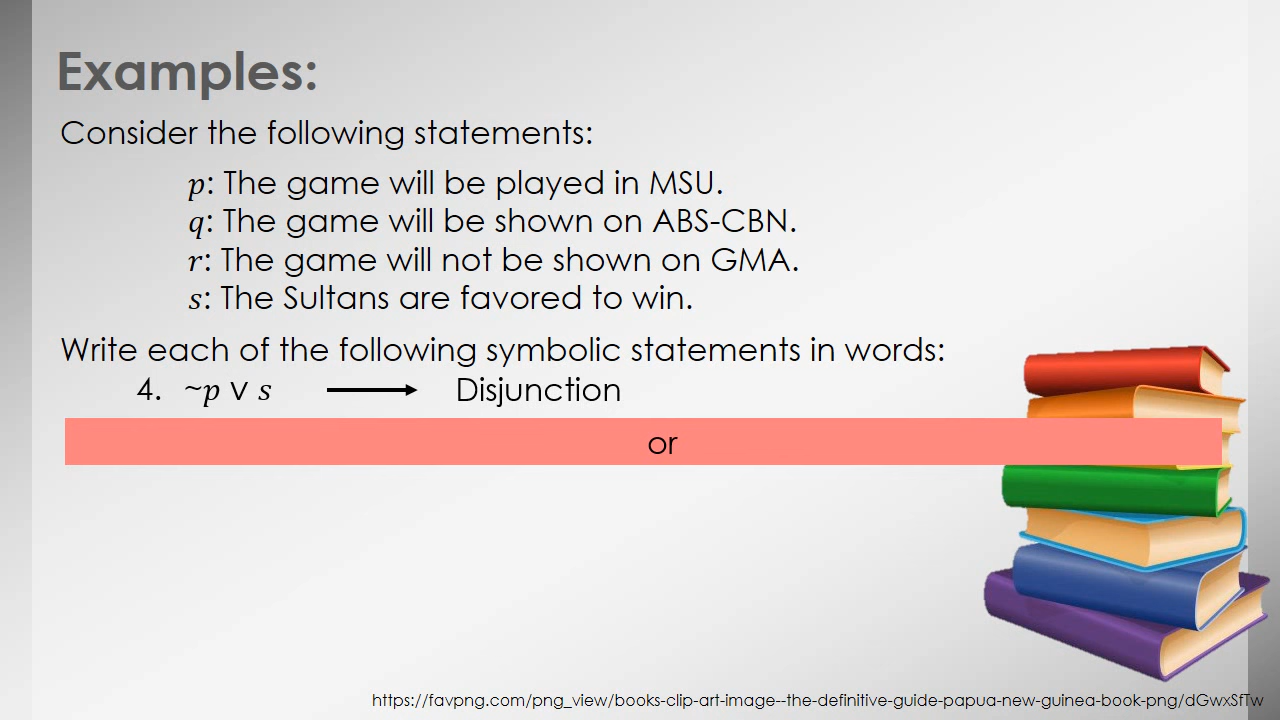 Examples:
Consider the following statements:
p: The game will be played in MSU.
q: The game will be shown on ABS-CBN.
r: The game will not be shown on GMA.
s: The Sultans are favored to win.
Write each of the following symbolic statements in words:
4. ~p ∨ s ⟶ Disjunction
or
https://favpng.com/png_view/books-clip-art-image--the-definitive-guide-papua-new-guinea-book-png/dGwxSfTw